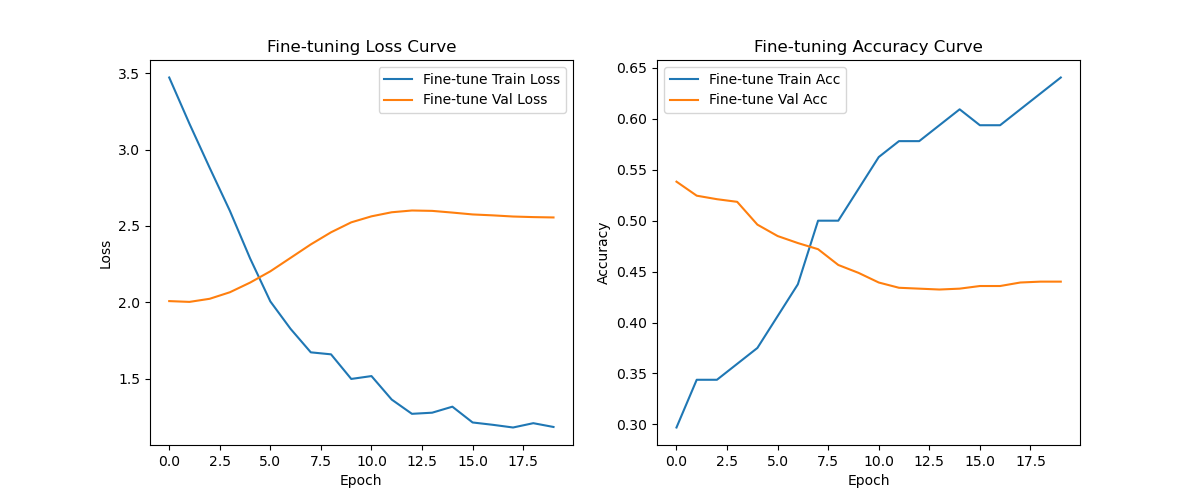 Fine-tuning Loss Curve
3.5
3.0
2.5
2.0
1.5
Loss
Fine-tune Train Loss
Fine-tune Val Loss
0.0 2.5 5.0 7.5 10.0 12.5 15.0 17.5
Epoch
Fine-tuning Accuracy Curve
0.65
0.60
0.55
0.50
0.45
0.40
0.35
0.30
Accuracy
Fine-tune Train Acc
Fine-tune Val Acc
0.0 2.5 5.0 7.5 10.0 12.5 15.0 17.5
Epoch